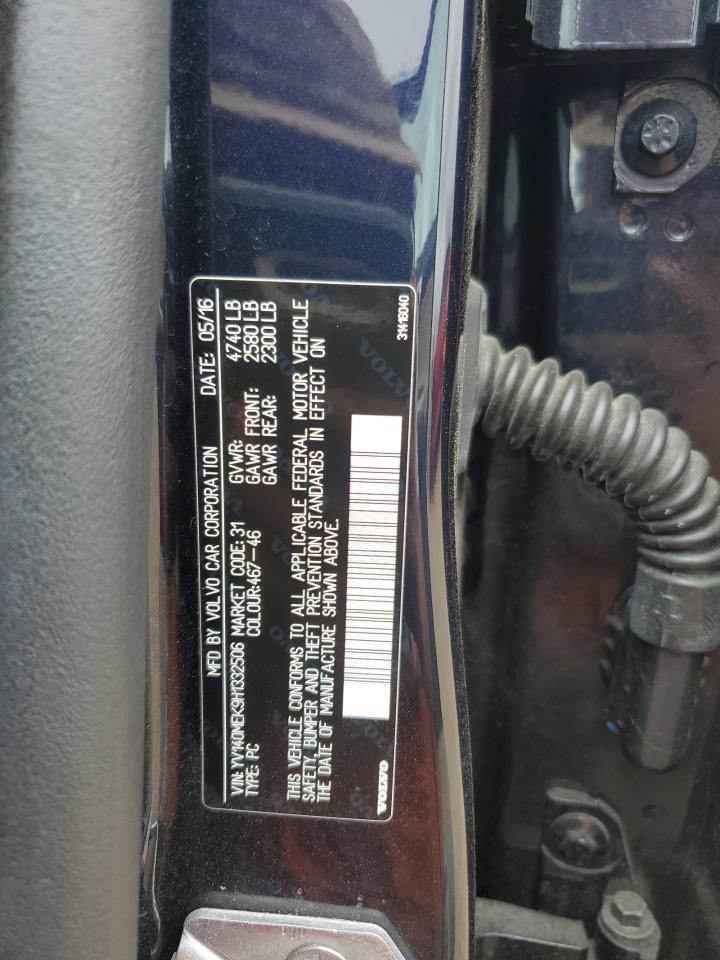 MFD BY VOLVO CAR CORPORATION DATE: 05/16
VIN: YV140MEK9H1332506 MARKET CODE: 31 GVWR: 4740 LB
TYPE: PC COLOUR: 467-46 GAWR FRONT: 2580 LB
GAWR REAR: 2300 LB
THIS VEHICLE CONFORMS TO ALL APPLICABLE FEDERAL MOTOR VEHICLE
SAFETY, BUMPER AND THEFT PREVENTION STANDARDS IN EFFECT ON
THE DATE OF MANUFACTURE SHOWN ABOVE.
VOLVO 31416040